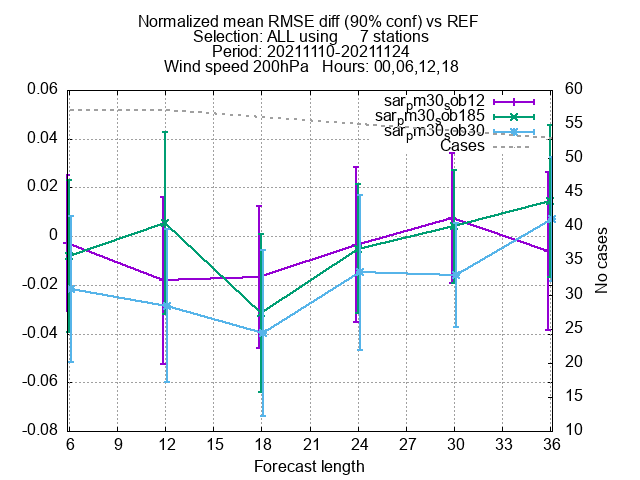 Normalized mean RMSE diff (90% conf) vs REF
Selection: ALL using     7 stations
Period: 20211110-20211124
Wind speed 200hPa   Hours: 00,06,12,18
sar_pm30_sob12
sar_pm30_sob185
sar_pm30_sob30
Cases
0.06
0.04
0.02
0
-0.02
-0.04
-0.06
-0.08
60
55
50
45
40
35
30
25
20
15
10
No cases
6 9 12 15 18 21 24 27 30 33 36
Forecast length